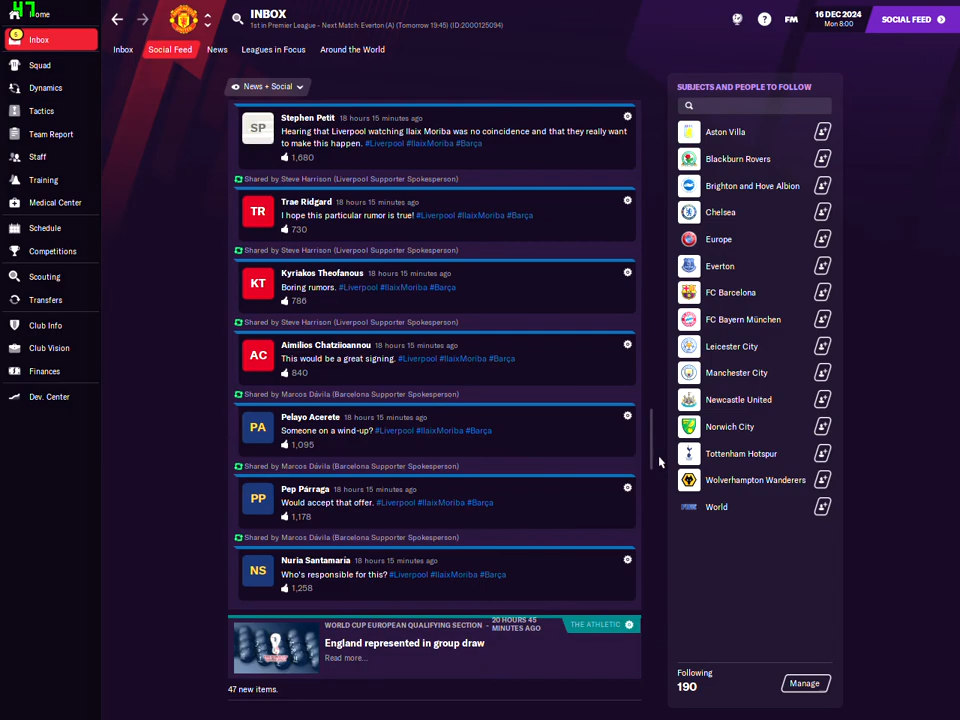 47
Home
5
Inbox
Squad
Dynamics
Tactics
Team Report
Staff
Training
Medical Center
Schedule
Competitions
Scouting
Transfers
Club Info
Club Vision
Finances
Dev. Center
INBOX
1st in Premier League - Next Match: Everton (A) (Tomorrow 19:45) (ID:2000125094)
?
FM
16 DEC 2024
Mon 8:00
SOCIAL FEED
Inbox
Social Feed
News
Leagues in Focus
Around the World
News + Social
SP
Stephen Petit 18 hours 15 minutes ago
Hearing that Liverpool watching Ilaix Moriba was no coincidence and that they really want
to make this happen. #Liverpool #IlaixMoriba #Barça
1,680
Shared by Steve Harrison (Liverpool Supporter Spokesperson)
TR
Trae Ridgard 18 hours 15 minutes ago
I hope this particular rumor is true! #Liverpool #IlaixMoriba #Barça
730
Shared by Steve Harrison (Liverpool Supporter Spokesperson)
KT
Kyriakos Theofanous 18 hours 15 minutes ago
Boring rumors. #Liverpool #IlaixMoriba #Barça
786
Shared by Steve Harrison (Liverpool Supporter Spokesperson)
AC
Aimilios Chatziioannou 18 hours 15 minutes ago
This would be a great signing. #Liverpool #IlaixMoriba #Barça
840
Shared by Marcos Dávila (Barcelona Supporter Spokesperson)
PA
Pelayo Acerete 18 hours 15 minutes ago
Someone on a wind-up? #Liverpool #IlaixMoriba #Barça
1,095
Shared by Marcos Dávila (Barcelona Supporter Spokesperson)
PP
Pep Párraga 18 hours 15 minutes ago
Would accept that offer. #Liverpool #IlaixMoriba #Barça
1,178
Shared by Marcos Dávila (Barcelona Supporter Spokesperson)
NS
Nuria Santamaría 18 hours 15 minutes ago
Who's responsible for this? #Liverpool #IlaixMoriba #Barça
1,258
WORLD CUP EUROPEAN QUALIFYING SECTION - 20 HOURS 45 MINUTES AGO
THE ATHLETIC
England represented in group draw
Read more...
47 new items.
SUBJECTS AND PEOPLE TO FOLLOW
Aston Villa
Blackburn Rovers
Brighton and Hove Albion
Chelsea
Europe
Everton
FC Barcelona
FC Bayern München
Leicester City
Manchester City
Newcastle United
Norwich City
Tottenham Hotspur
Wolverhampton Wanderers
World
Following
190
Manage